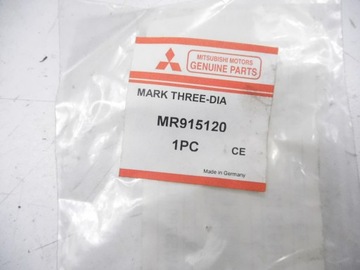 MITSUBISHI MOTORS
GENUINE PARTS
MARK THREE-DIA
MR915120
1PC CE
Made in Germany